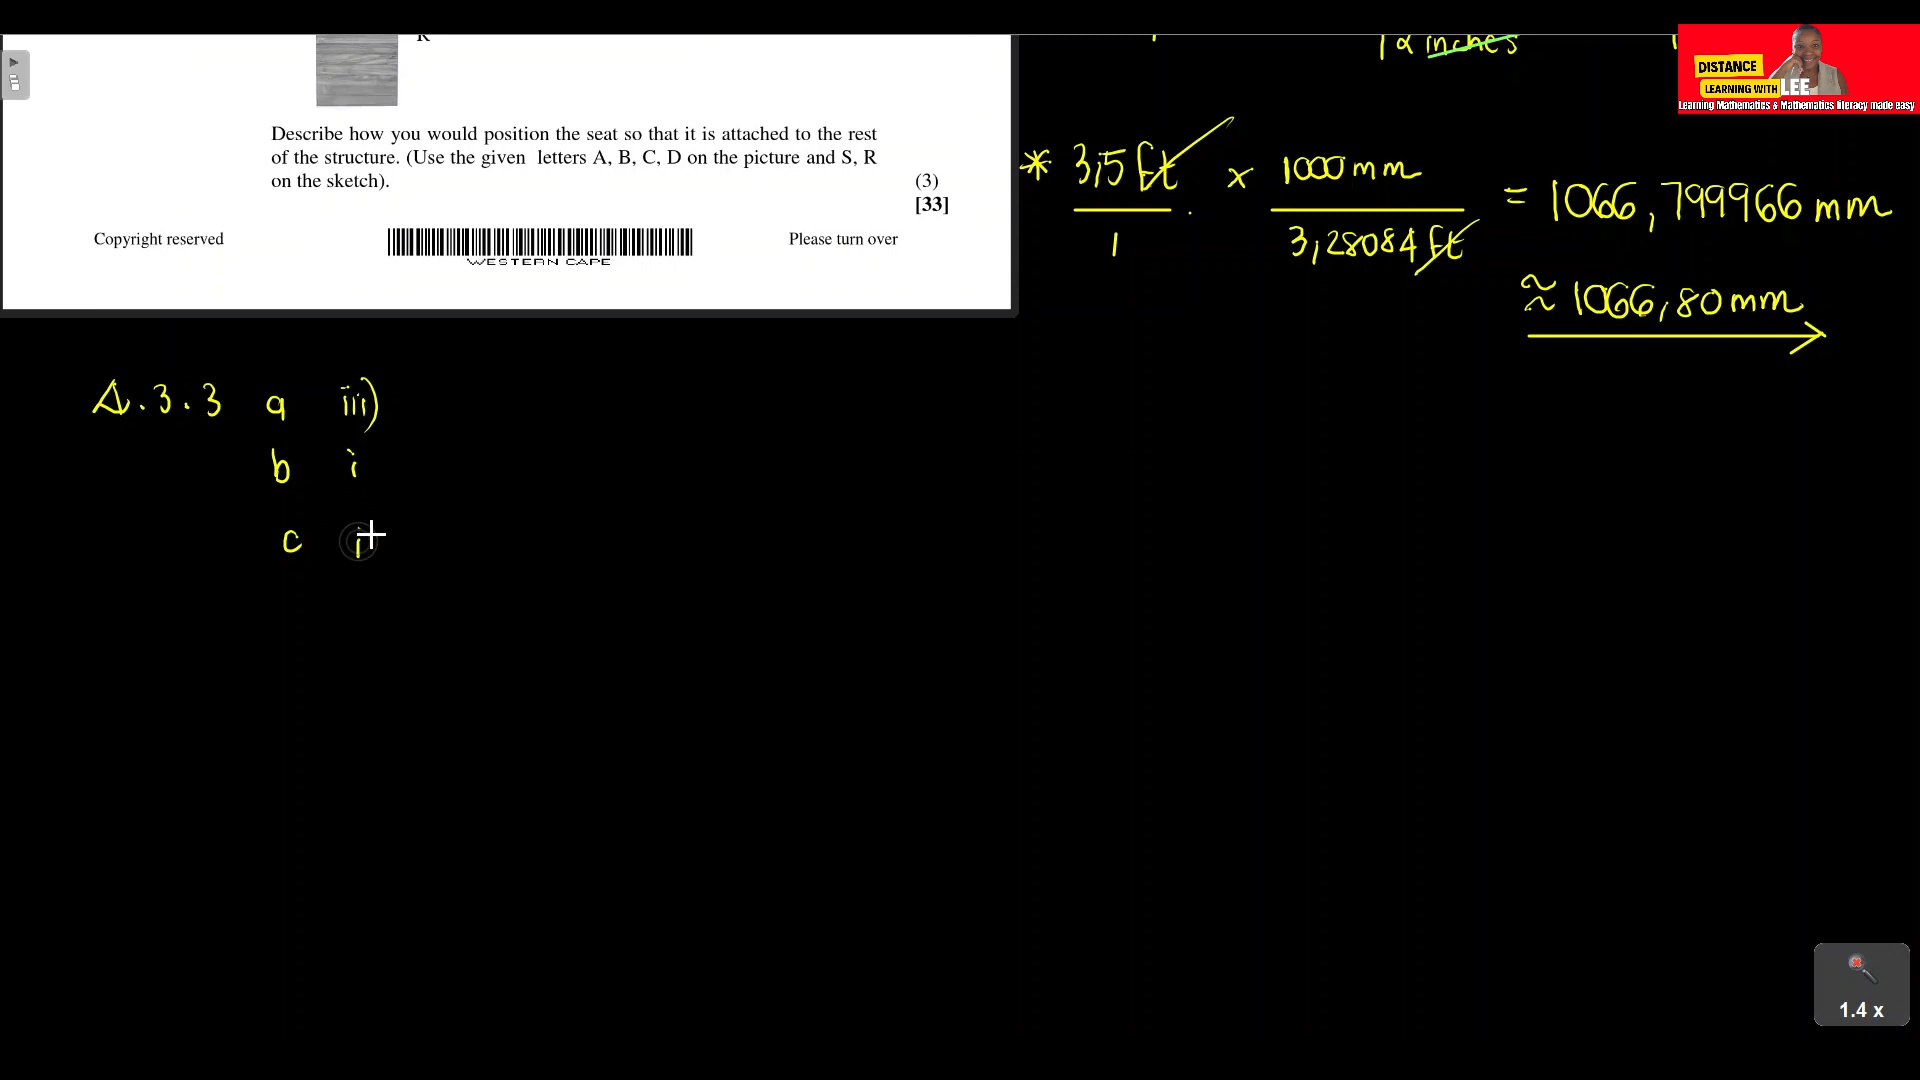 R
Describe how you would position the seat so that it is attached to the rest
of the structure. (Use the given letters A, B, C, D on the picture and S, R
on the sketch).
(3)
[33]
Copyright reserved
WESTERN CAPE
Please turn over
12 inches
DISTANCE
LEARNING WITH LEE
Learning Mathematics & Mathematics literacy made easy
* 3,5 ft / 1 × 1000 mm / 3,28084 ft = 1066,799966 mm
≈ 1066,80 mm
A.3.3 a iii)
b i
c i
1.4 x